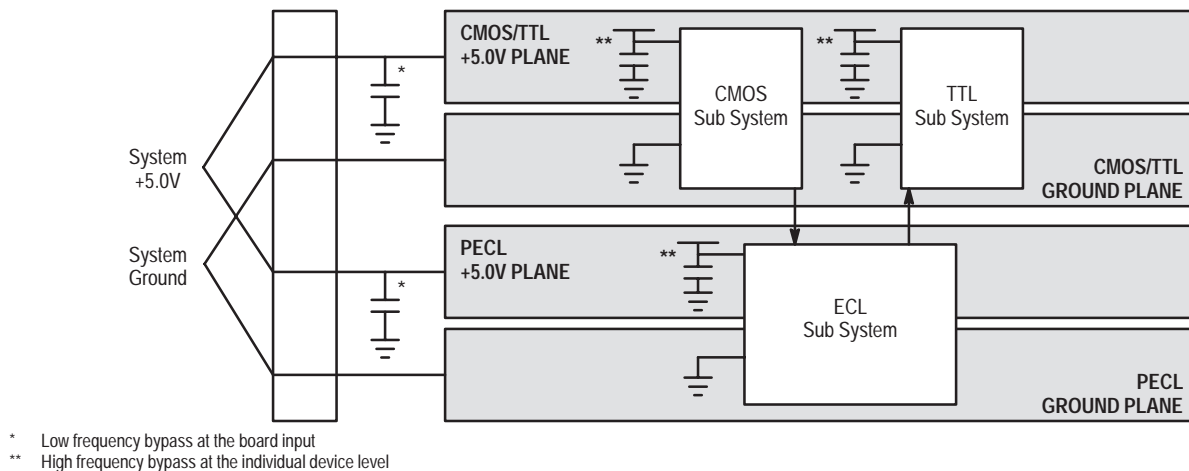 CMOS/TTL
+5.0V PLANE
*
**
**
CMOS
Sub System
TTL
Sub System
System
+5.0V
CMOS/TTL
GROUND PLANE
System
Ground
PECL
+5.0V PLANE
*
**
ECL
Sub System
PECL
GROUND PLANE
* Low frequency bypass at the board input
** High frequency bypass at the individual device level